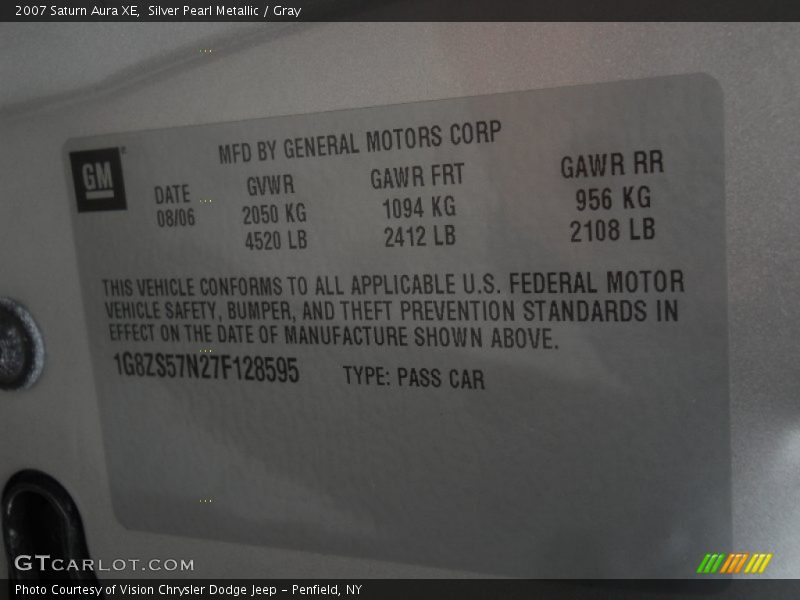 2007 Saturn Aura XE, Silver Pearl Metallic / Gray
MFD BY GENERAL MOTORS CORP
GM
DATE GVWR GAWR FRT GAWR RR
08/06 2050 KG 1094 KG 956 KG
4520 LB 2412 LB 2108 LB
THIS VEHICLE CONFORMS TO ALL APPLICABLE U.S. FEDERAL MOTOR
VEHICLE SAFETY, BUMPER, AND THEFT PREVENTION STANDARDS IN
EFFECT ON THE DATE OF MANUFACTURE SHOWN ABOVE.
1G8ZS57N27F128595 TYPE: PASS CAR
GTCARLOT.COM
Photo Courtesy of Vision Chrysler Dodge Jeep - Penfield, NY